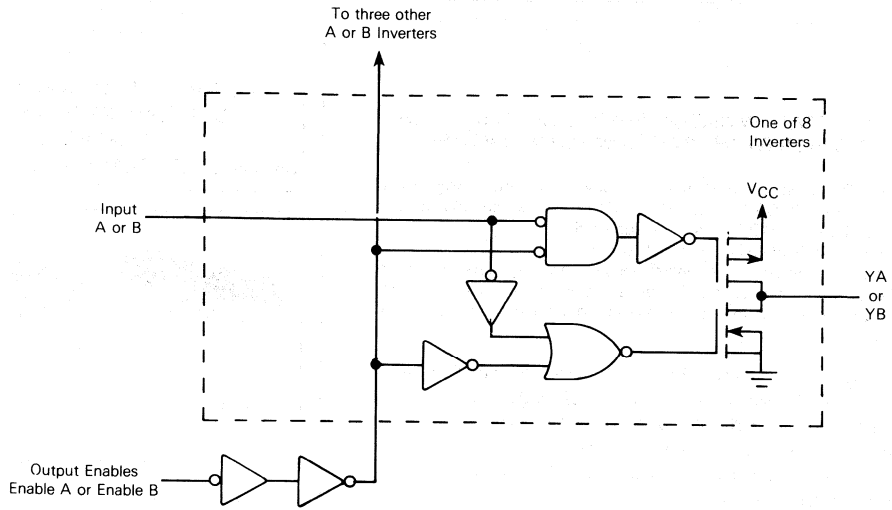 To three other
A or B Inverters
One of 8
Inverters
VCC
Input
A or B
YA
or
YB
Output Enables
Enable A or Enable B